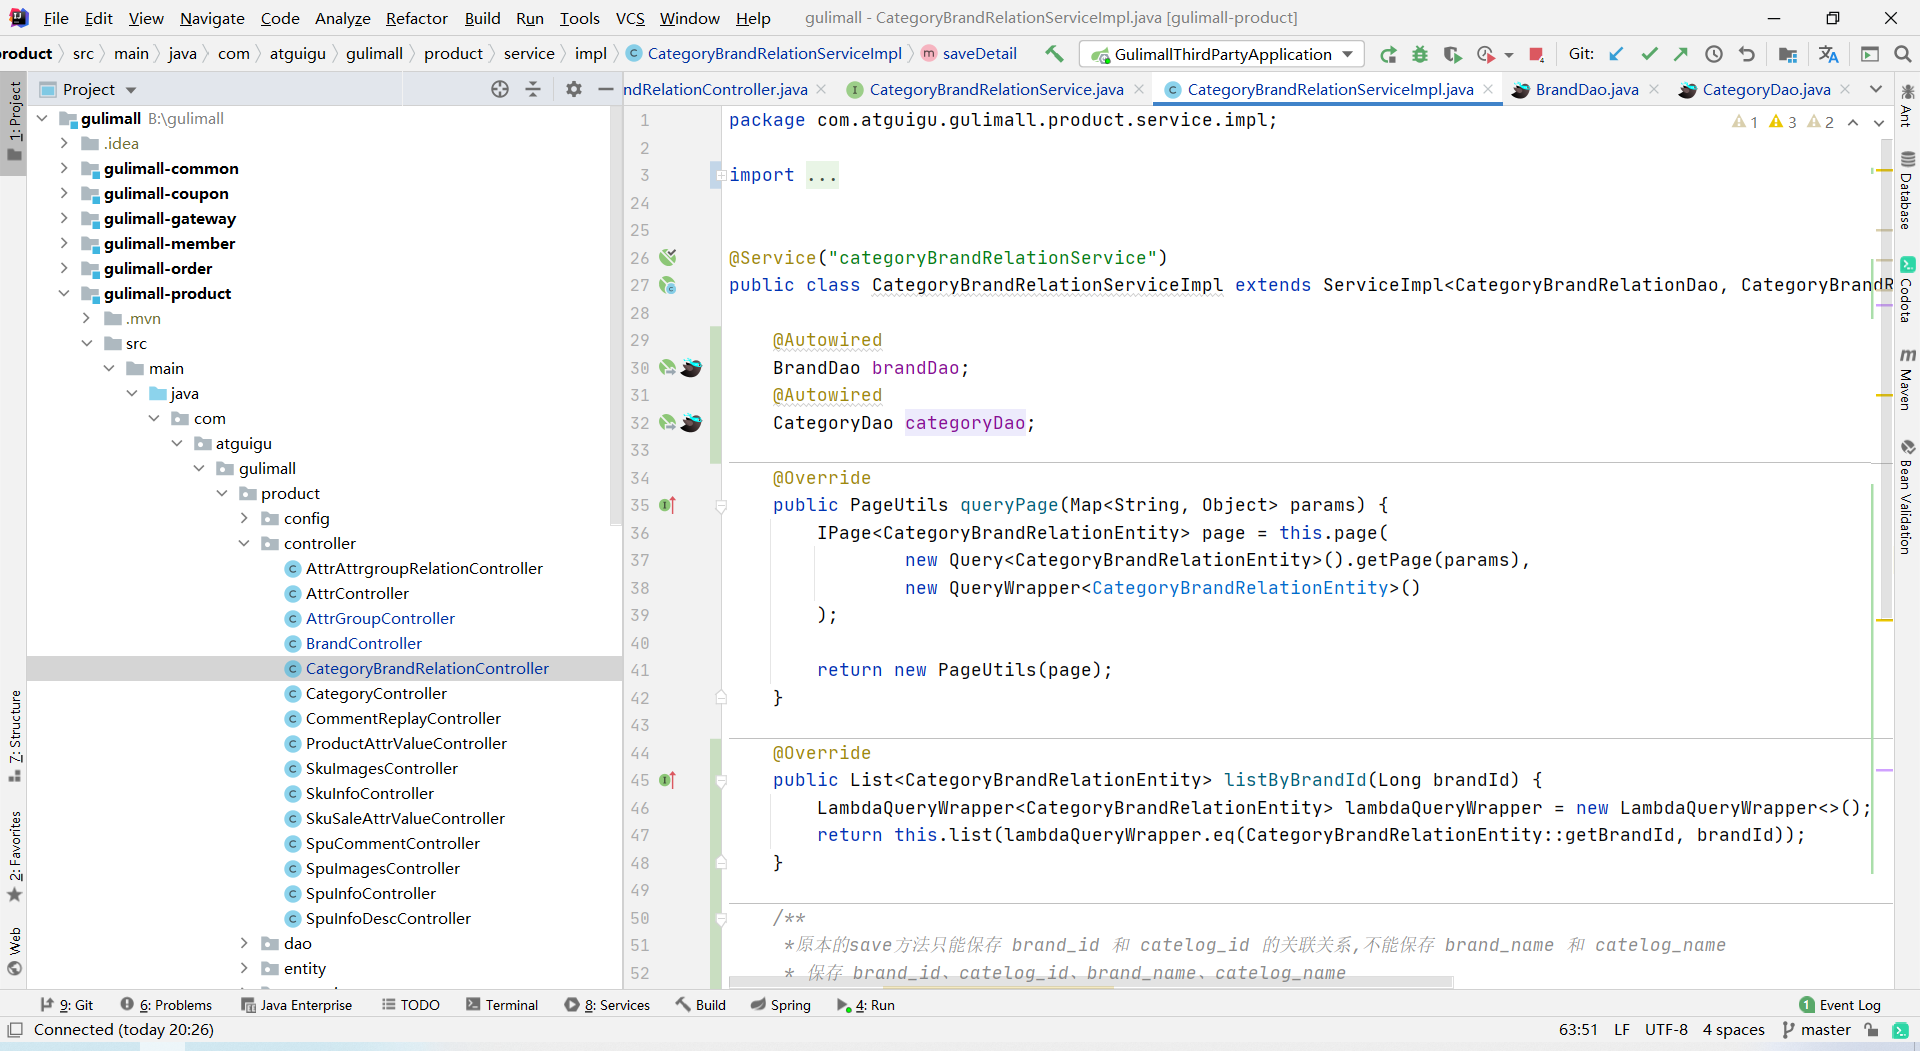 File Edit View Navigate Code Analyze Refactor Build Run Tools VCS Window Help gulimall - CategoryBrandRelationServiceImpl.java [gulimall-product]
roduct src main java com atguigu gulimall product service impl CategoryBrandRelationServiceImpl saveDetail GulimallThirdPartyApplication Git:
Project
ndRelationController.java CategoryBrandRelationService.java CategoryBrandRelationServiceImpl.java BrandDao.java CategoryDao.java
1: Project
7: Structure
2: Favorites
Web
gulimall B:\gulimall
.idea
gulimall-common
gulimall-coupon
gulimall-gateway
gulimall-member
gulimall-order
gulimall-product
.mvn
src
main
java
com
atguigu
gulimall
product
config
controller
AttrAttrgroupRelationController
AttrController
AttrGroupController
BrandController
CategoryBrandRelationController
CategoryController
CommentReplayController
ProductAttrValueController
SkuImagesController
SkuInfoController
SkuSaleAttrValueController
SpuCommentController
SpuImagesController
SpuInfoController
SpuInfoDescController
dao
entity
1 3 2
1 package com.atguigu.gulimall.product.service.impl;
2
3 import ...
24
25
26 @Service("categoryBrandRelationService")
27 public class CategoryBrandRelationServiceImpl extends ServiceImpl<CategoryBrandRelationDao, CategoryBrandR
28
29 @Autowired
30 BrandDao brandDao;
31 @Autowired
32 CategoryDao categoryDao;
33
34 @Override
35 public PageUtils queryPage(Map<String, Object> params) {
36 IPage<CategoryBrandRelationEntity> page = this.page(
37 new Query<CategoryBrandRelationEntity>().getPage(params),
38 new QueryWrapper<CategoryBrandRelationEntity>()
39 );
40
41 return new PageUtils(page);
42 }
43
44 @Override
45 public List<CategoryBrandRelationEntity> listByBrandId(Long brandId) {
46 LambdaQueryWrapper<CategoryBrandRelationEntity> lambdaQueryWrapper = new LambdaQueryWrapper<>();
47 return this.list(lambdaQueryWrapper.eq(CategoryBrandRelationEntity::getBrandId, brandId));
48 }
49
50 /**
51 *原本的save方法只能保存 brand_id 和 catelog_id 的关联关系,不能保存 brand_name 和 catelog_name
52 * 保存 brand_id、catelog_id、brand_name、catelog_name
Ant
Database
Codota
Maven
Bean Validation
9: Git 6: Problems Java Enterprise TODO Terminal 8: Services Build Spring 4: Run 1 Event Log
Connected (today 20:26) 63:51 LF UTF-8 4 spaces master